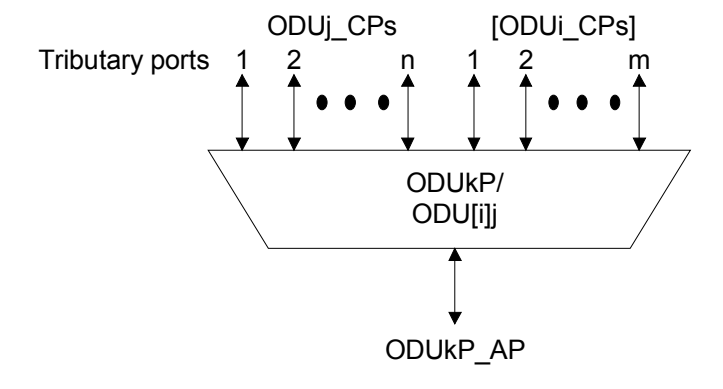 ODUj_CPs [ODUi_CPs]
Tributary ports 1 2 n 1 2 m
ODUkP/
ODU[i]j
ODUkP_AP